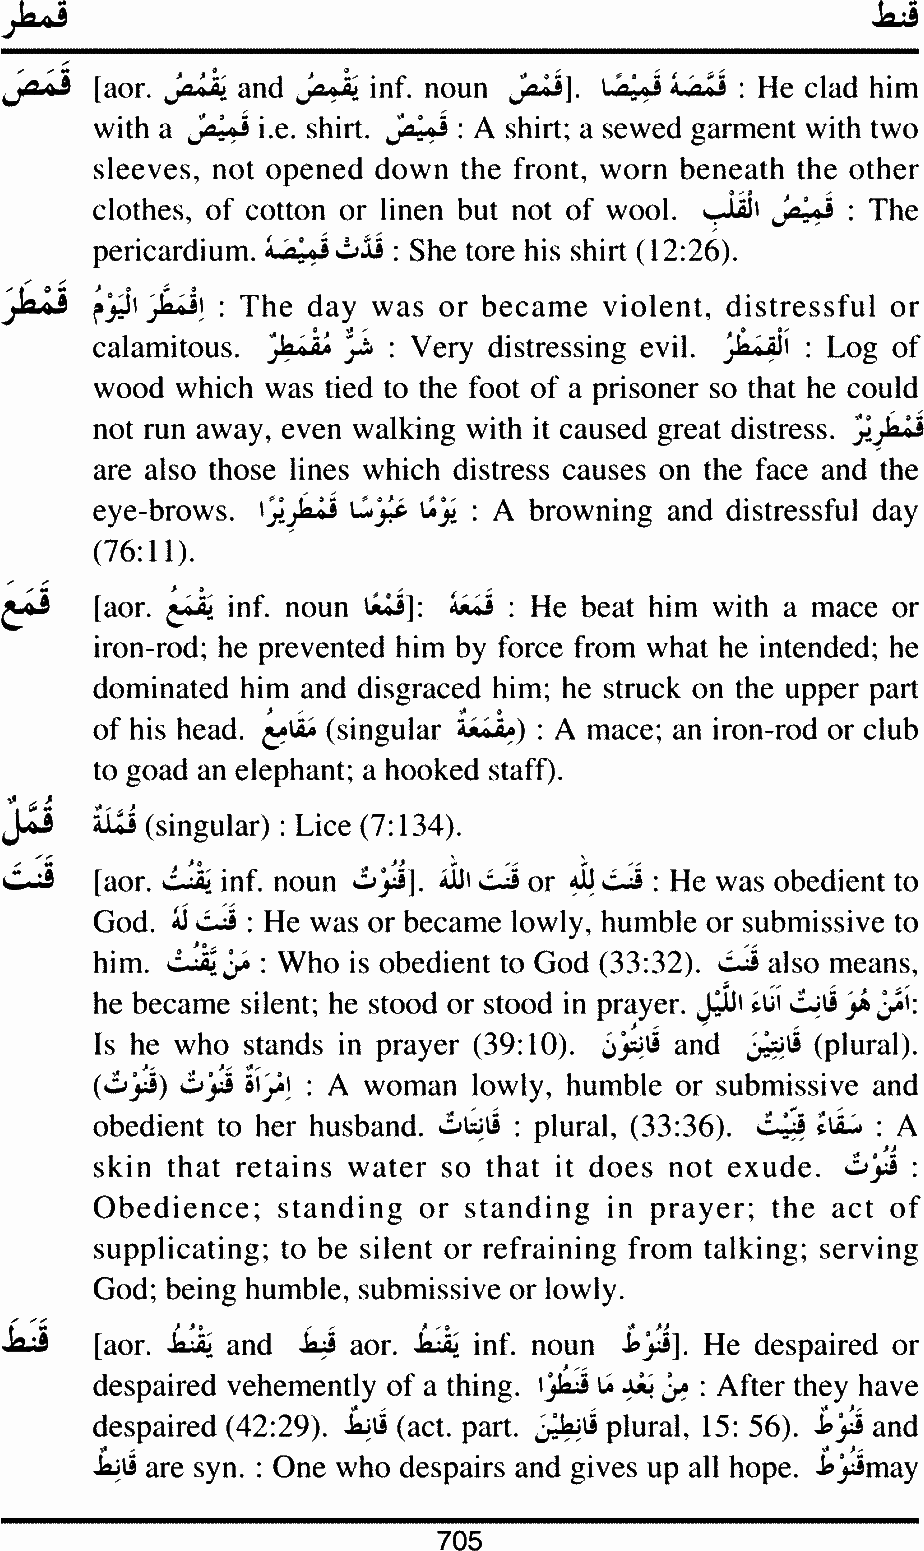 قمطر قنط
قَمَصَ [aor. يَقْمُصُ and يَقْمِصُ inf. noun قَمْصٌ]. قَمَّصَهُ قَمِيْصًا : He clad him
with a قَمِيْصٌ i.e. shirt. قَمِيْصٌ : A shirt; a sewed garment with two
sleeves, not opened down the front, worn beneath the other
clothes, of cotton or linen but not of wool. قَمِيْصُ الْقَلْبِ : The
pericardium. قَدَّتْ قَمِيْصَهُ : She tore his shirt (12:26).
قَمْطَرَ اِقْمَطَّرَ الْيَوْمُ : The day was or became violent, distressful or
calamitous. شَرٌّ مُقْمَطِرٌ : Very distressing evil. اَلْقِمَطْرُ : Log of
wood which was tied to the foot of a prisoner so that he could
not run away, even walking with it caused great distress. قَمْطَرِيْرٌ
are also those lines which distress causes on the face and the
eye-brows. يَوْمًا عَبُوْسًا قَمْطَرِيْرًا : A browning and distressful day
(76:11).
قَمَعَ [aor. يَقْمَعُ inf. noun قَمْعًا]: قَمَعَهُ : He beat him with a mace or
iron-rod; he prevented him by force from what he intended; he
dominated him and disgraced him; he struck on the upper part
of his head. مَقَامِعُ (singular مِقْمَعَةٌ) : A mace; an iron-rod or club
to goad an elephant; a hooked staff).
قُمَّلٌ قُمَّلَةٌ (singular) : Lice (7:134).
قَنَتَ [aor. يَقْنُتُ inf. noun قُنُوْتٌ]. قَنَتَ اللّٰهَ or قَنَتَ لِلّٰهِ : He was obedient to
God. قَنَتَ لَهُ : He was or became lowly, humble or submissive to
him. مَنْ يَّقْنُتْ : Who is obedient to God (33:32). قَنَتَ also means,
he became silent; he stood or stood in prayer. اَمَّنْ هُوَ قَانِتٌ اٰنَاءَ اللَّيْلِ:
Is he who stands in prayer (39:10). قَانِتُوْنَ and قَانِتِيْنَ (plural).
اِمْرَاَةٌ قَنُوْتٌ (قَنُوْتٌ) : A woman lowly, humble or submissive and
obedient to her husband. قَانِتَاتٌ : plural, (33:36). سَقَاءٌ قِنِّيْتٌ : A
skin that retains water so that it does not exude. قُنُوْتٌ :
Obedience; standing or standing in prayer; the act of
supplicating; to be silent or refraining from talking; serving
God; being humble, submissive or lowly.
قَنَطَ [aor. يَقْنُطُ and قَنِطَ aor. يَقْنَطُ inf. noun قُنُوْطٌ]. He despaired or
despaired vehemently of a thing. مِنْ بَعْدِ مَا قَنَطُوْا : After they have
despaired (42:29). قَانِطٌ (act. part. قَانِطِيْنَ plural, 15: 56). قَنُوْطٌ and
قَانِطٌ are syn. : One who despairs and gives up all hope. قَنُوْطٌ may
705